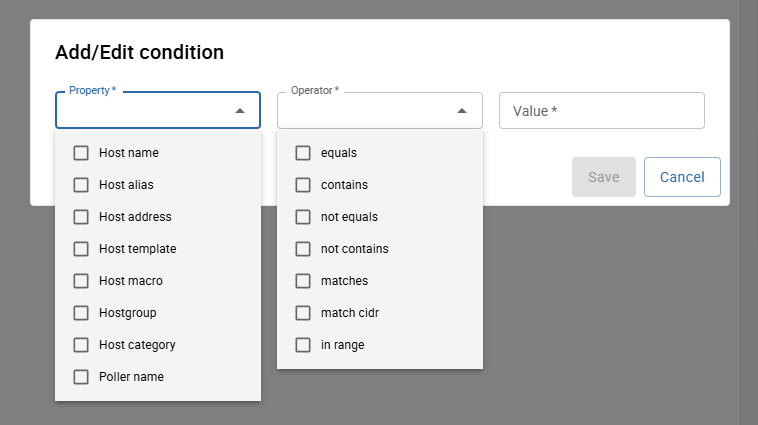 Add/Edit condition
Property *
Operator *
Value *
Host name
Host alias
Host address
Host template
Host macro
Hostgroup
Host category
Poller name
equals
contains
not equals
not contains
matches
match cidr
in range
Save
Cancel